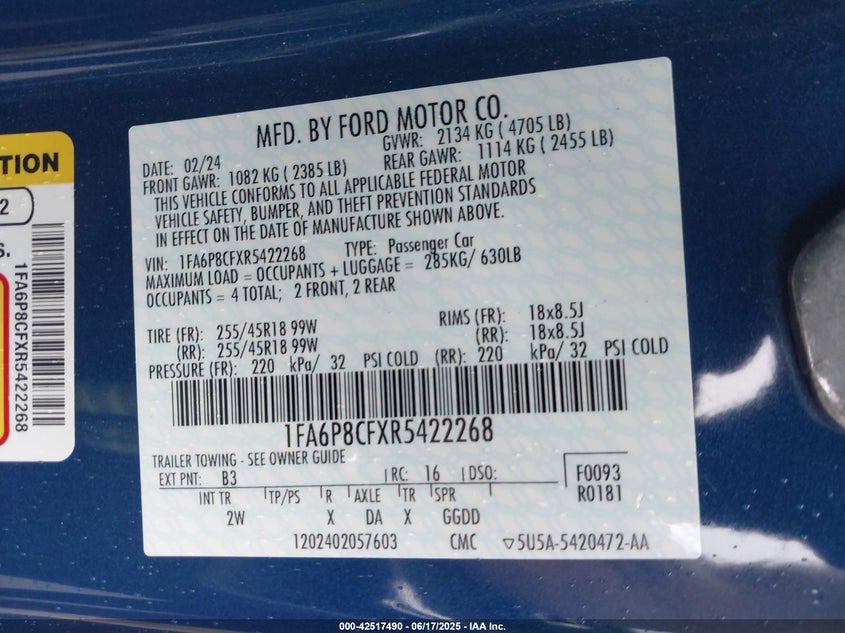 TION
2
S.
1FA6P8CFXR5422268
MFD. BY FORD MOTOR CO.
DATE: 02/24 GVWR: 2134 KG ( 4705 LB)
FRONT GAWR: 1082 KG ( 2385 LB) REAR GAWR: 1114 KG ( 2455 LB)
THIS VEHICLE CONFORMS TO ALL APPLICABLE FEDERAL MOTOR
VEHICLE SAFETY, BUMPER, AND THEFT PREVENTION STANDARDS
IN EFFECT ON THE DATE OF MANUFACTURE SHOWN ABOVE.
VIN: 1FA6P8CFXR5422268 TYPE: Passenger Car
MAXIMUM LOAD = OCCUPANTS + LUGGAGE = 285KG/ 630LB
OCCUPANTS = 4 TOTAL; 2 FRONT, 2 REAR
TIRE (FR): 255/45R18 99W RIMS (FR): 18x8.5J
(RR): 255/45R18 99W (RR): 18x8.5J
PRESSURE (FR): 220 kPa/ 32 PSI COLD (RR): 220 kPa/ 32 PSI COLD
1FA6P8CFXR5422268
TRAILER TOWING - SEE OWNER GUIDE
EXT PNT: B3 RC: 16 DSO: F0093
R0181
INT TR TP/PS R AXLE TR SPR
2W X DA X GGDD
1202402057603 CMC ▽5U5A-5420472-AA
000-42517490 - 06/17/2025 - IAA Inc.